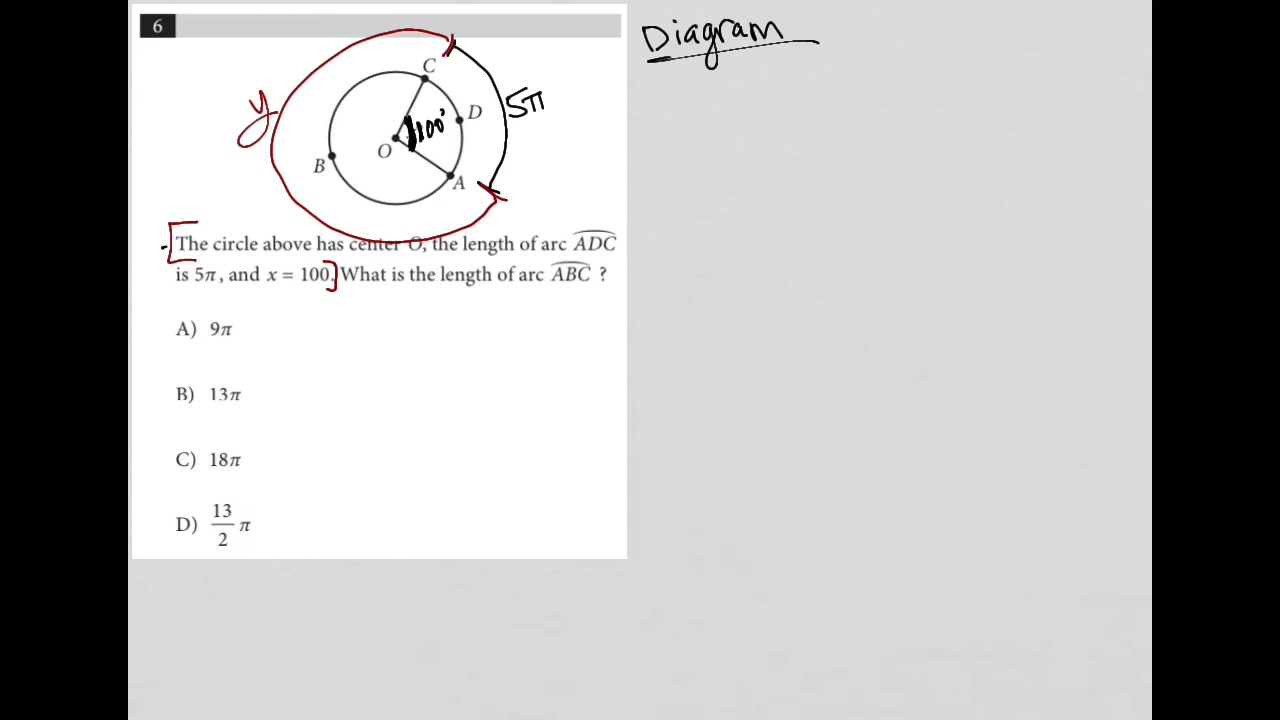 6
Diagram
C
5π
y
D
100°
O
B
A
The circle above has center O, the length of arc ADC
is 5π, and x = 100. What is the length of arc ABC ?
A) 9π
B) 13π
C) 18π
D) 13/2 π